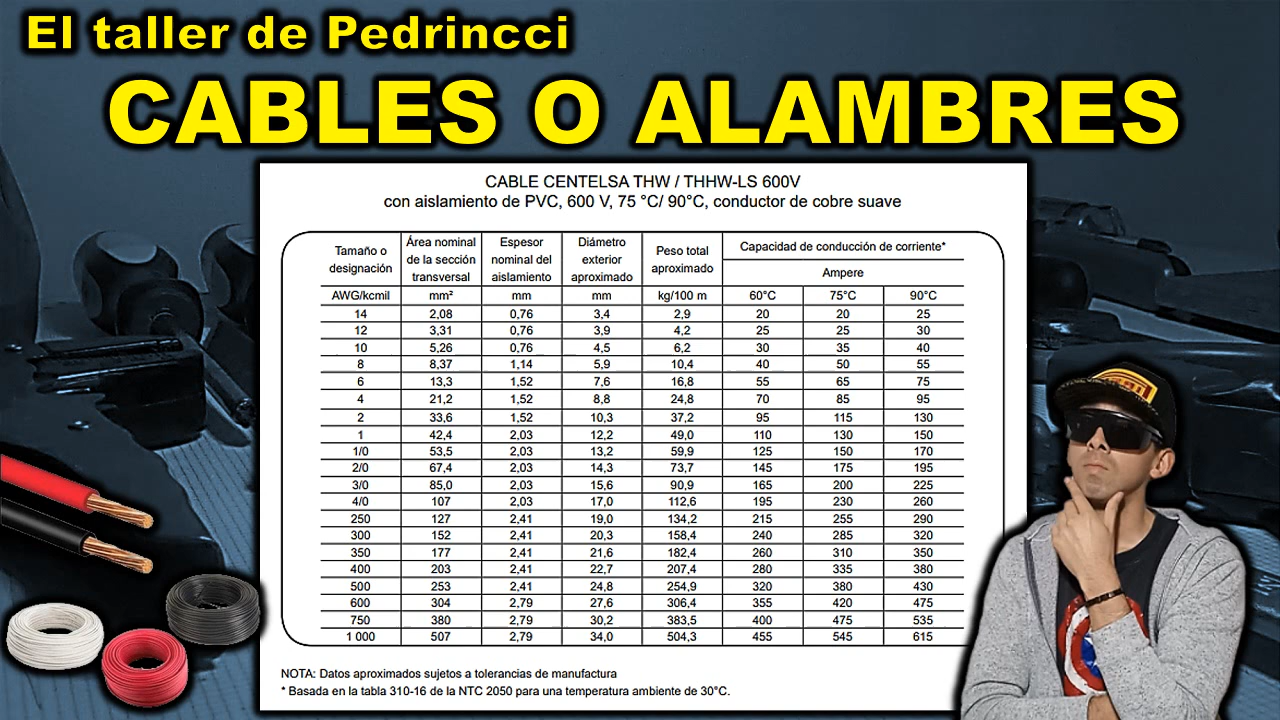 El taller de Pedrincci
CABLES O ALAMBRES
CABLE CENTELSA THW / THHW-LS 600V
con aislamiento de PVC, 600 V, 75 °C/ 90°C, conductor de cobre suave
Tamaño o designación Área nominal de la sección transversal Espesor nominal del aislamiento Diámetro exterior aproximado Peso total aproximado Capacidad de conducción de corriente*
Ampere
AWG/kcmil mm² mm mm kg/100 m 60°C 75°C 90°C
14 2,08 0,76 3,4 2,9 20 20 25
12 3,31 0,76 3,9 4,2 25 25 30
10 5,26 0,76 4,5 6,2 30 35 40
8 8,37 1,14 5,9 10,4 40 50 55
6 13,3 1,52 7,6 16,8 55 65 75
4 21,2 1,52 8,8 24,8 70 85 95
2 33,6 1,52 10,3 37,2 95 115 130
1 42,4 2,03 12,2 49,0 110 130 150
1/0 53,5 2,03 13,2 59,9 125 150 170
2/0 67,4 2,03 14,3 73,7 145 175 195
3/0 85,0 2,03 15,6 90,9 165 200 225
4/0 107 2,03 17,0 112,6 195 230 260
250 127 2,41 19,0 134,2 215 255 290
300 152 2,41 20,3 158,4 240 285 320
350 177 2,41 21,6 182,4 260 310 350
400 203 2,41 22,7 207,4 280 335 380
500 253 2,41 24,8 254,9 320 380 430
600 304 2,79 27,6 306,4 355 420 475
750 380 2,79 30,2 383,5 400 475 535
1 000 507 2,79 34,0 504,3 455 545 615
NOTA: Datos aproximados sujetos a tolerancias de manufactura
* Basada en la tabla 310-16 de la NTC 2050 para una temperatura ambiente de 30°C.